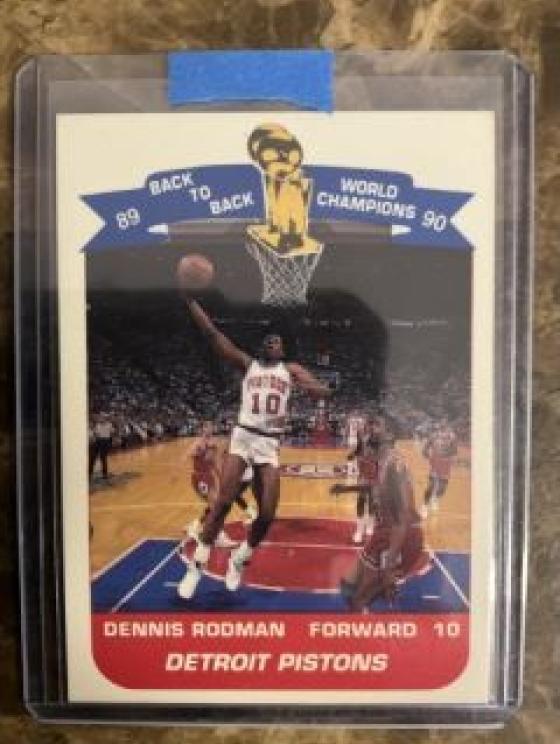 BACK TO BACK
WORLD CHAMPIONS
89
90
PISTONS
10
DENNIS RODMAN FORWARD 10
DETROIT PISTONS